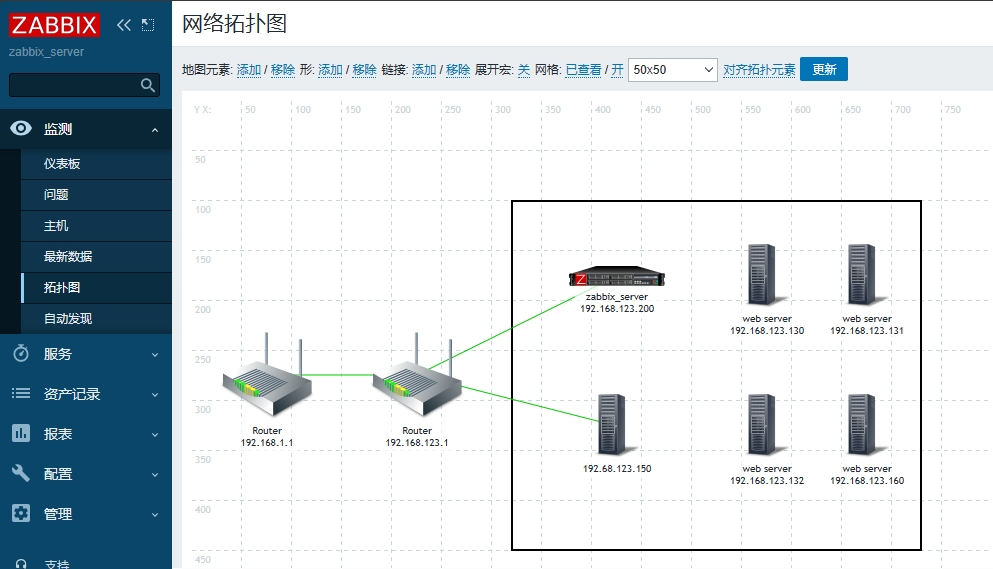 ZABBIX
zabbix_server
监测
仪表板
问题
主机
最新数据
拓扑图
自动发现
服务
资产记录
报表
配置
管理
支持
网络拓扑图
地图元素: 添加 / 移除 形: 添加 / 移除 链接: 添加 / 移除 展开宏: 关 网格: 已查看 / 开 50x50 对齐拓扑元素 更新
Y X: 50 100 150 200 250 300 350 400 450 500 550 600 650 700 750
50
100
150
200
250
300
350
400
450
zabbix_server
192.168.123.200
web server
192.168.123.130
web server
192.168.123.131
Router
192.168.1.1
Router
192.168.123.1
192.68.123.150
web server
192.168.123.132
web server
192.168.123.160